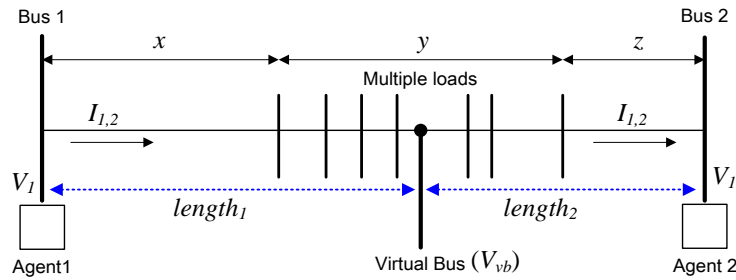 Bus 1
Bus 2
x
y
z
Multiple loads
I1,2
I1,2
V1
V1
length1
length2
Agent1
Virtual Bus (Vvb)
Agent 2